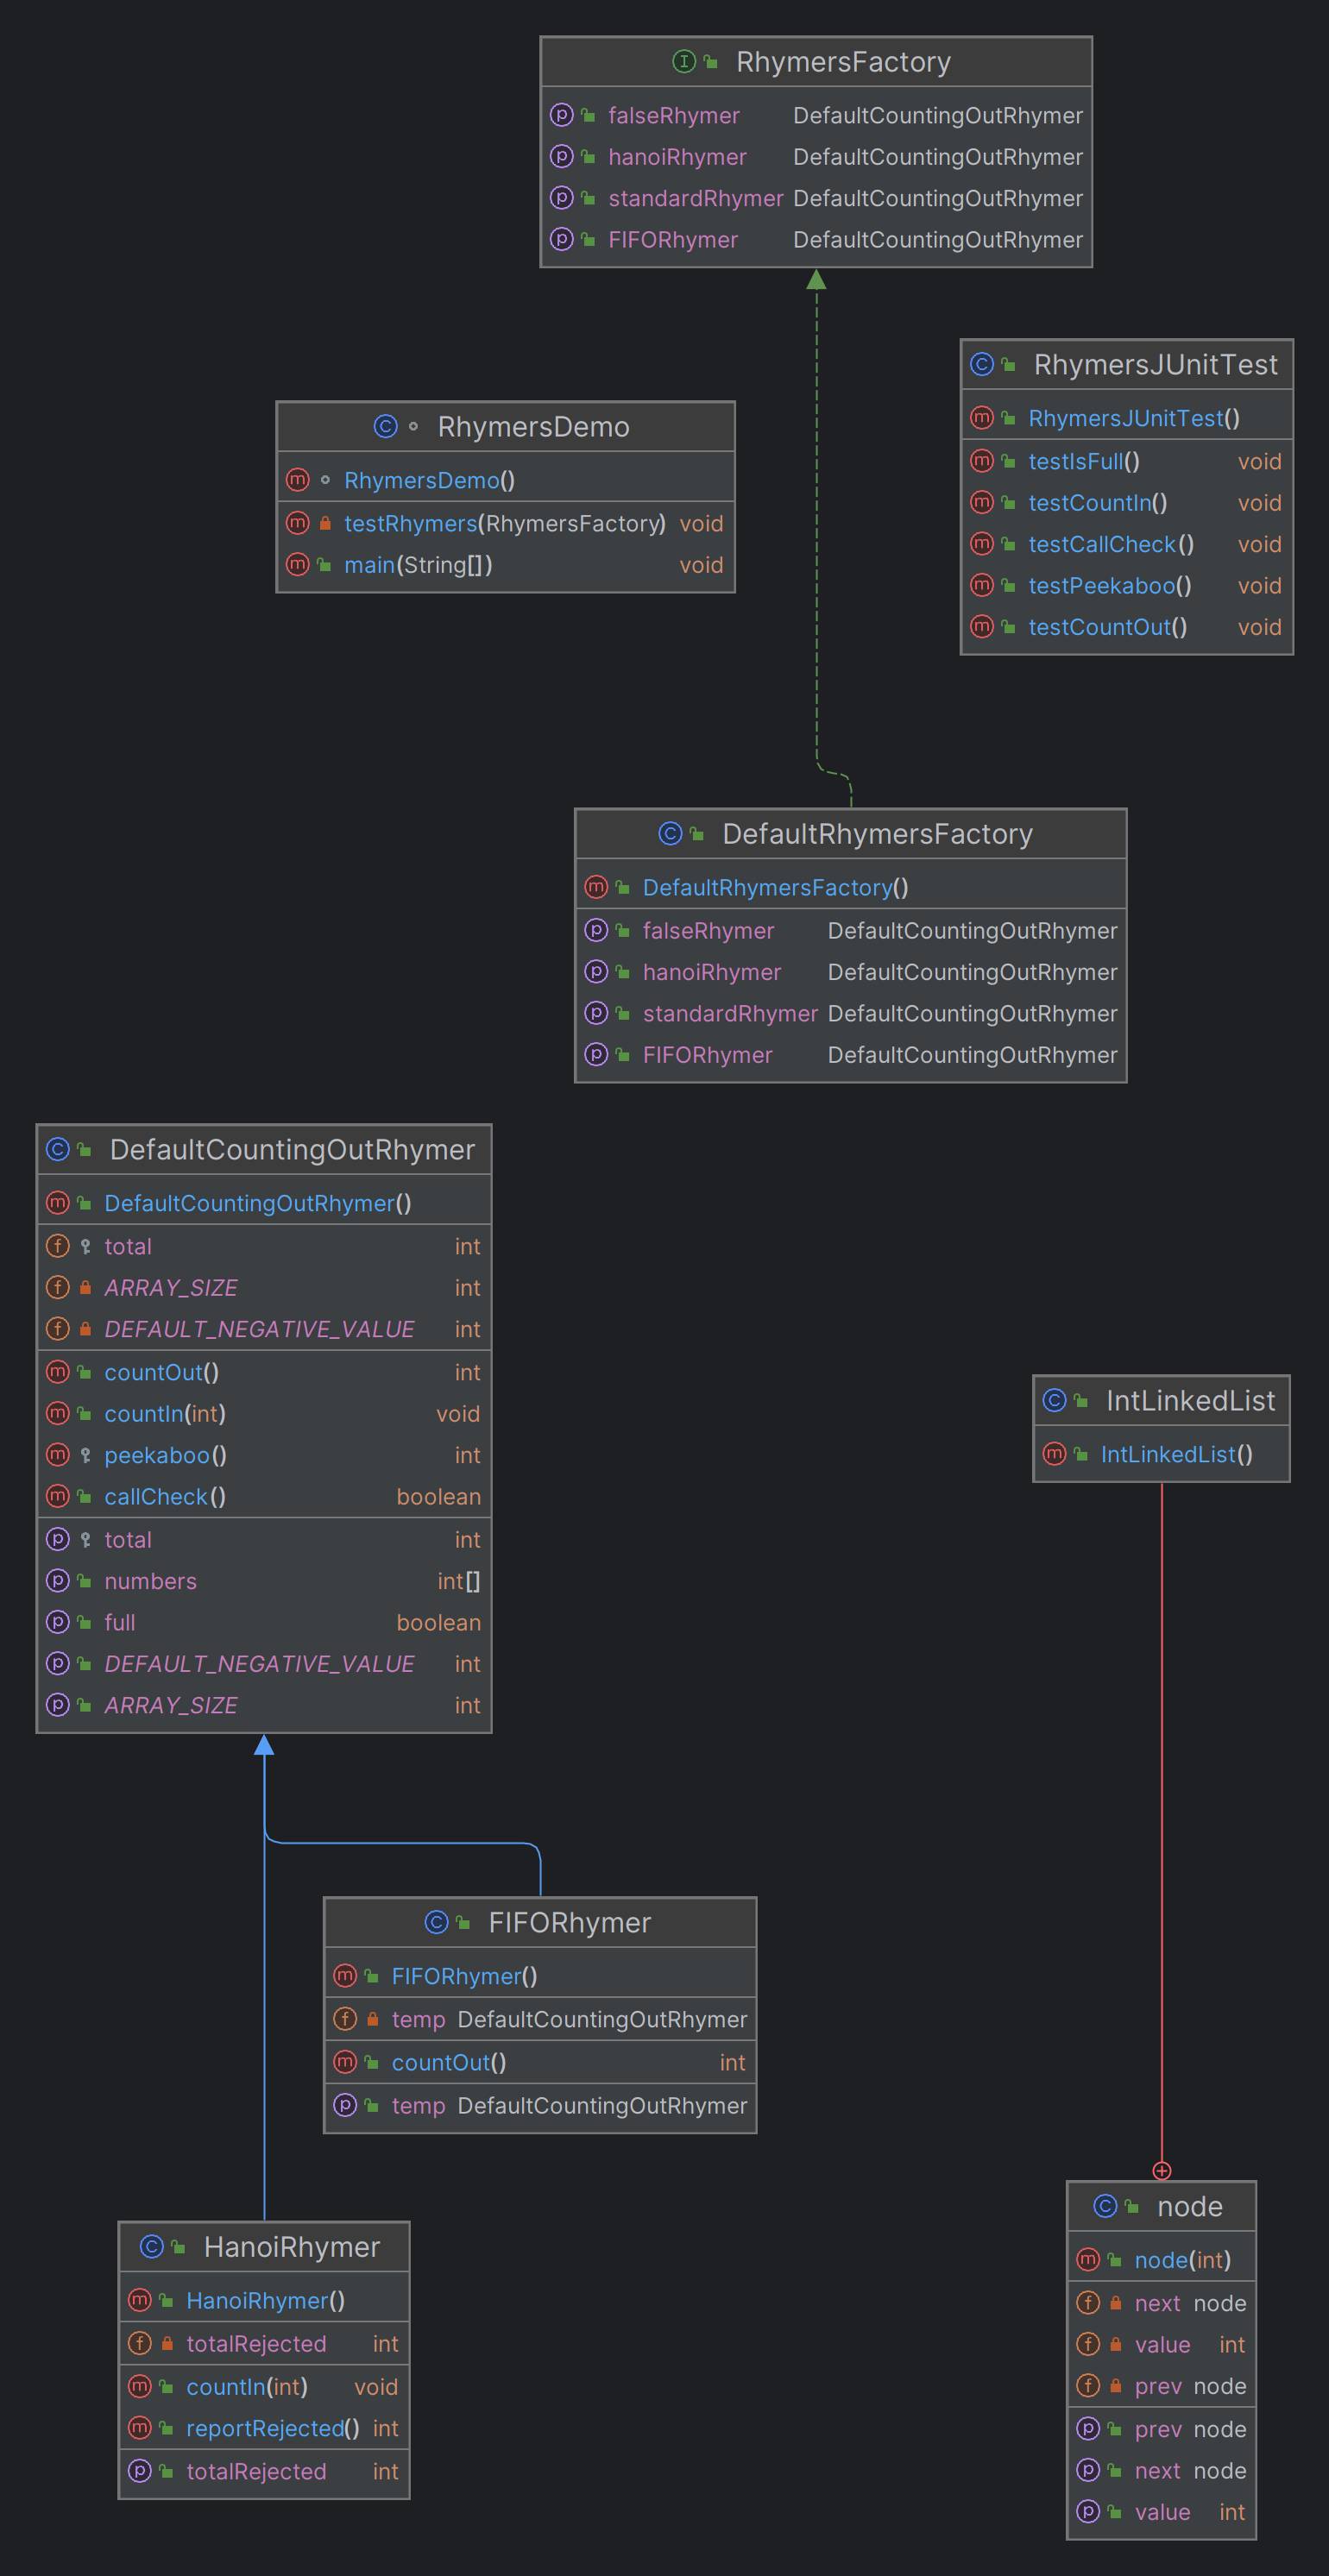 RhymersFactory
falseRhymer DefaultCountingOutRhymer
hanoiRhymer DefaultCountingOutRhymer
standardRhymer DefaultCountingOutRhymer
FIFORhymer DefaultCountingOutRhymer
RhymersJUnitTest
RhymersJUnitTest()
testIsFull() void
testCountIn() void
testCallCheck() void
testPeekaboo() void
testCountOut() void
RhymersDemo
RhymersDemo()
testRhymers(RhymersFactory) void
main(String[]) void
DefaultRhymersFactory
DefaultRhymersFactory()
falseRhymer DefaultCountingOutRhymer
hanoiRhymer DefaultCountingOutRhymer
standardRhymer DefaultCountingOutRhymer
FIFORhymer DefaultCountingOutRhymer
DefaultCountingOutRhymer
DefaultCountingOutRhymer()
total int
ARRAY_SIZE int
DEFAULT_NEGATIVE_VALUE int
countOut() int
countIn(int) void
peekaboo() int
callCheck() boolean
total int
numbers int[]
full boolean
DEFAULT_NEGATIVE_VALUE int
ARRAY_SIZE int
IntLinkedList
IntLinkedList()
FIFORhymer
FIFORhymer()
temp DefaultCountingOutRhymer
countOut() int
temp DefaultCountingOutRhymer
HanoiRhymer
HanoiRhymer()
totalRejected int
countIn(int) void
reportRejected() int
totalRejected int
node
node(int)
next node
value int
prev node
prev node
next node
value int